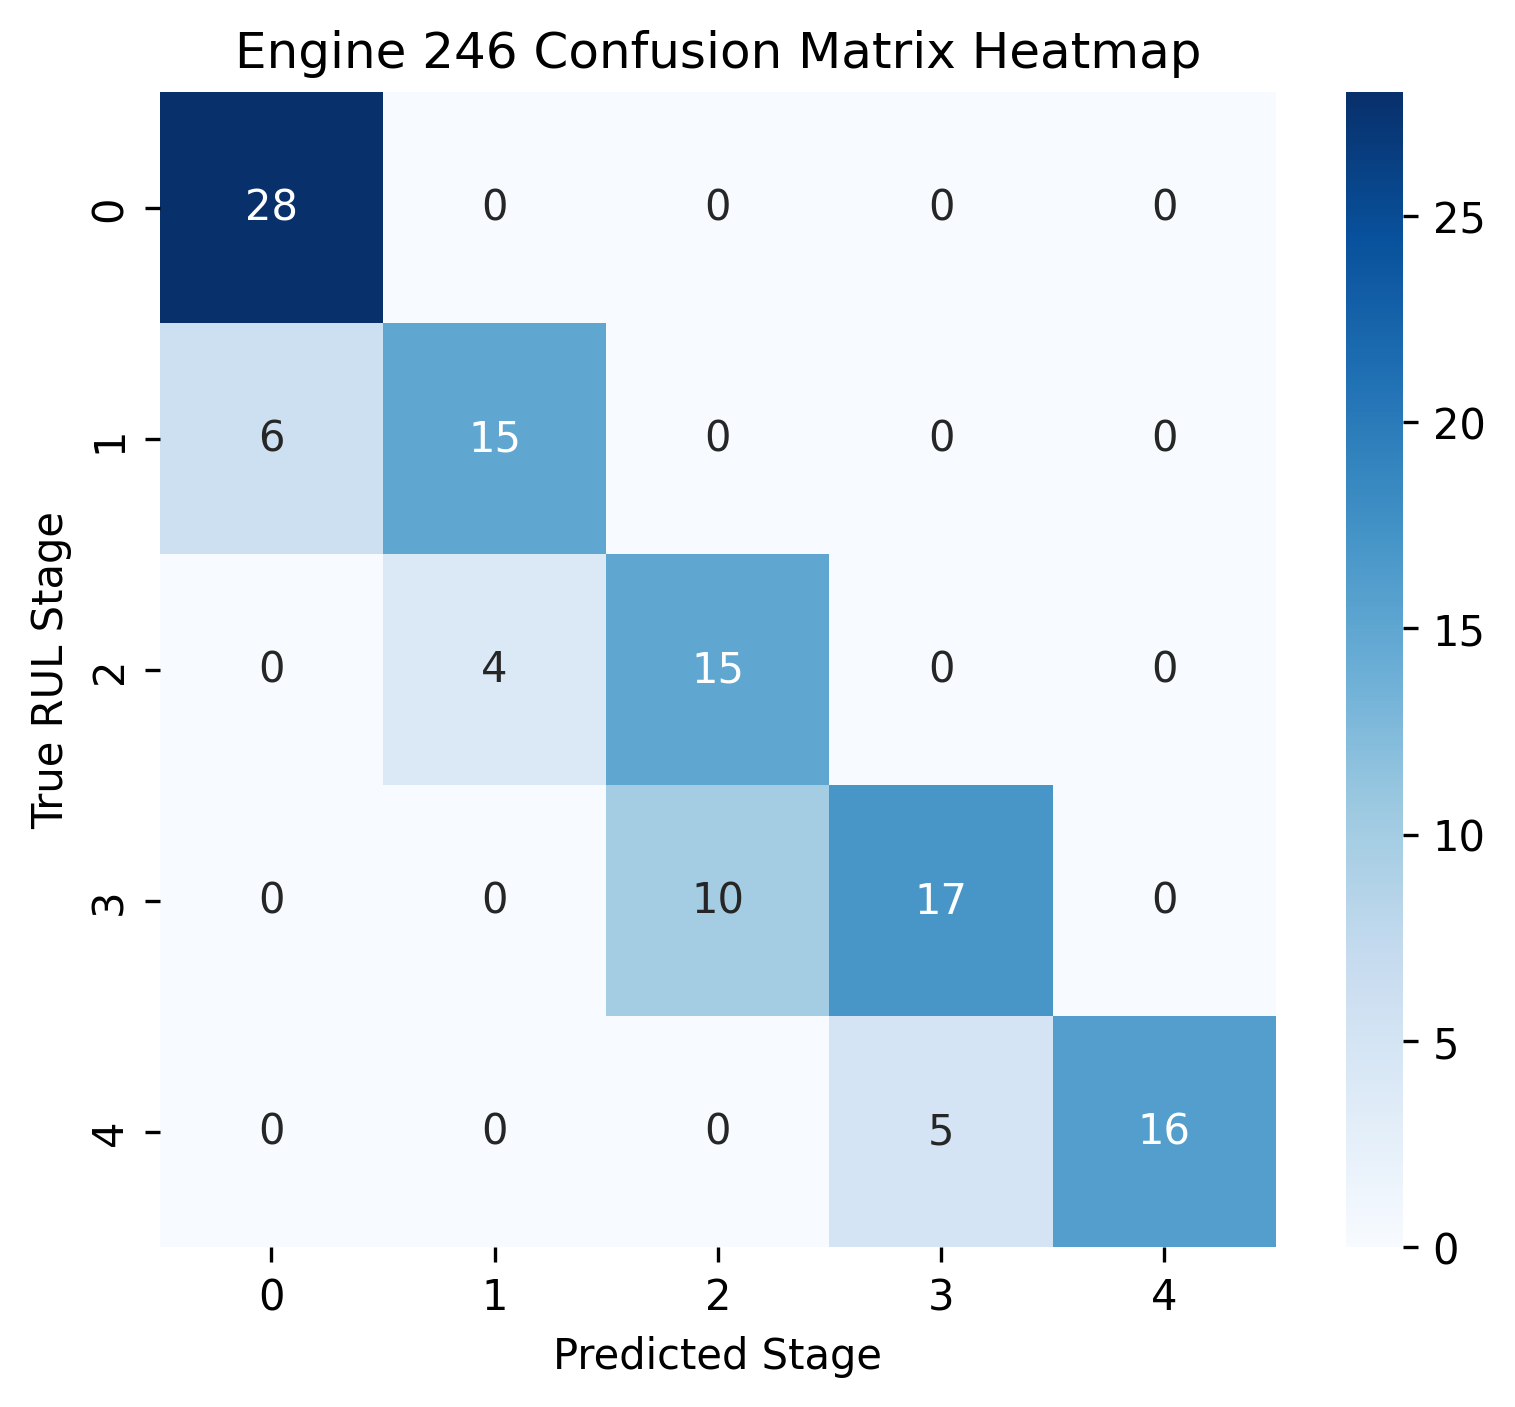 Engine 246 Confusion Matrix Heatmap
0 28 0 0 0 0
1 6 15 0 0 0
2 0 4 15 0 0
3 0 0 10 17 0
4 0 0 0 5 16
0 1 2 3 4
True RUL Stage
Predicted Stage
25
20
15
10
5
0